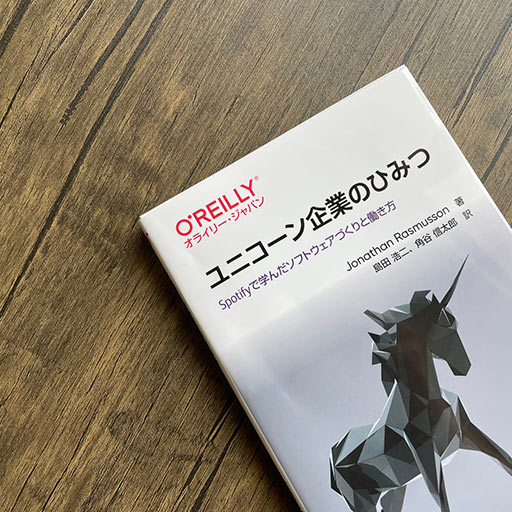 O'REILLY®
オライリー・ジャパン
ユニコーン企業のひみつ
Spotifyで学んだソフトウェアづくりと働き方
Jonathan Rasmusson 著
島田 浩二、角谷 信太郎 訳